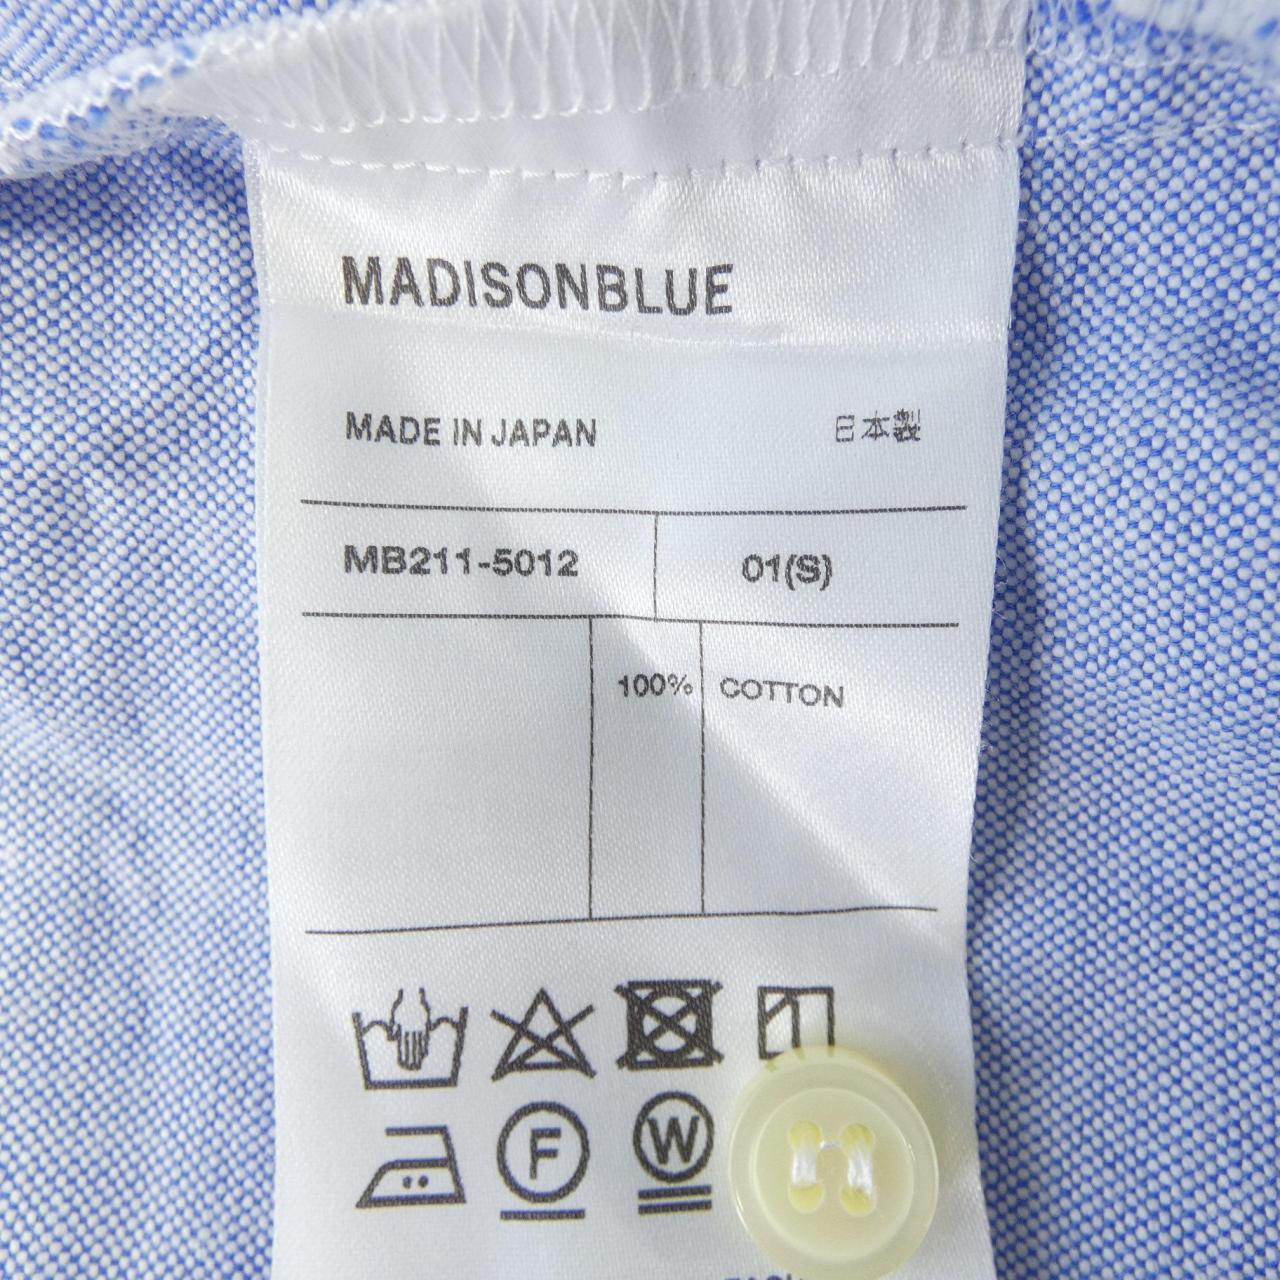 MADISONBLUE
MADE IN JAPAN 日本製
MB211-5012 01(S)
100% COTTON
F W